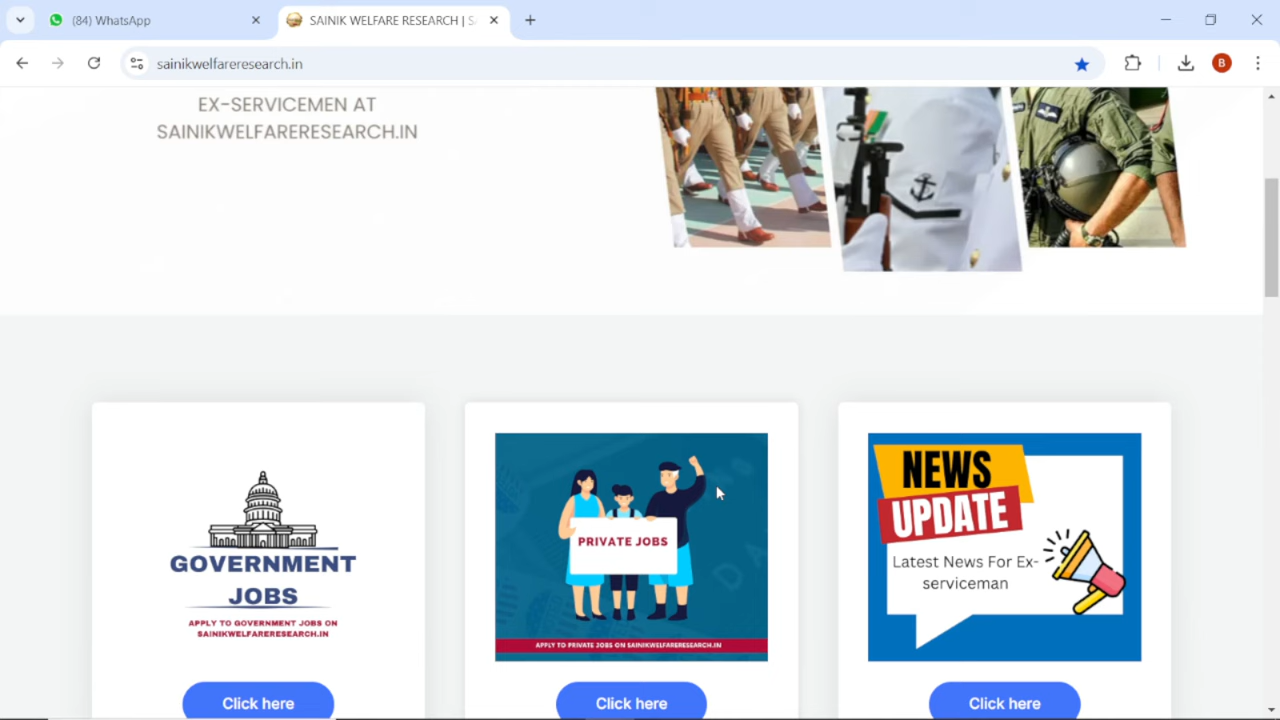 (84) WhatsApp
SAINIK WELFARE RESEARCH | S
sainikwelfareresearch.in
B
EX-SERVICEMEN AT
SAINIKWELFARERESEARCH.IN
GOVERNMENT
JOBS
APPLY TO GOVERNMENT JOBS ON
SAINIKWELFARERESEARCH.IN
Click here
PRIVATE JOBS
APPLY TO PRIVATE JOBS ON SAINIKWELFARERESEARCH.IN
Click here
NEWS
UPDATE
Latest News For Ex-
serviceman
Click here